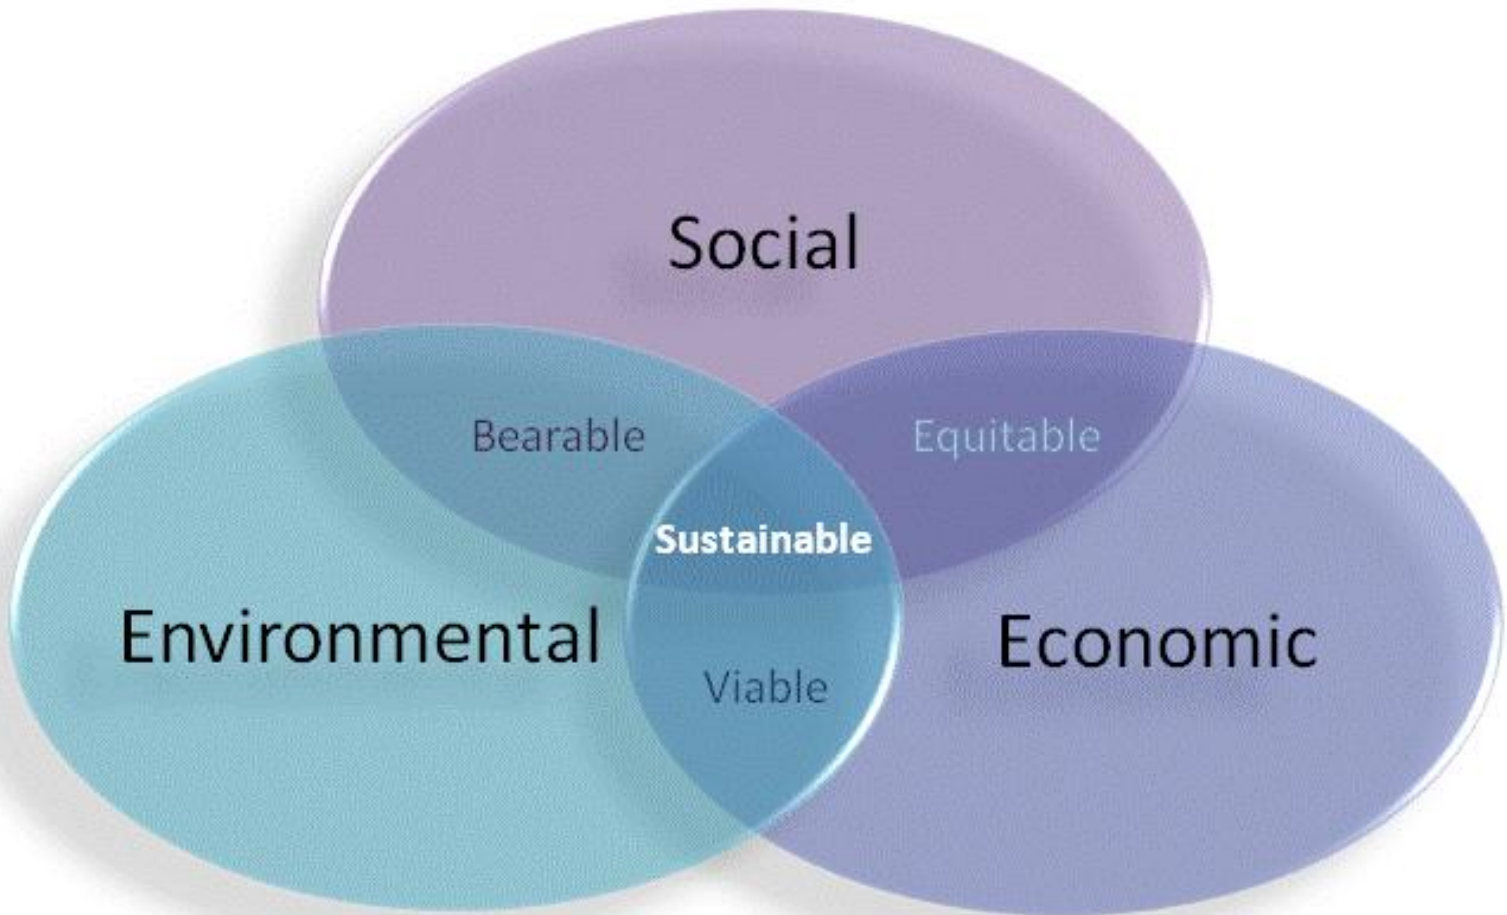 Social
Bearable
Equitable
Sustainable
Environmental
Economic
Viable